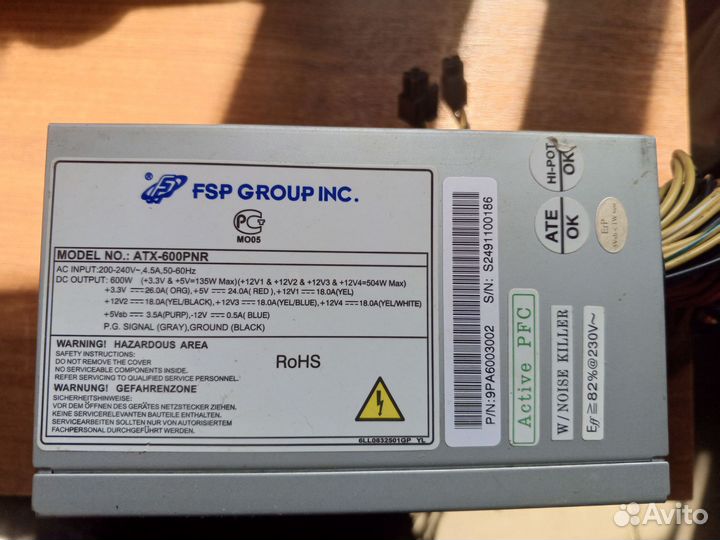 FSP GROUP INC.
MO05
MODEL NO.: ATX-600PNR
AC INPUT:200-240V~,4.5A,50-60Hz
DC OUTPUT: 600W (+3.3V & +5V=135W Max)(+12V1 & +12V2 & +12V3 & +12V4=504W Max)
+3.3V ⎓ 26.0A( ORG), +5V ⎓ 24.0A( RED ), +12V1 ⎓ 18.0A(YEL)
+12V2 ⎓ 18.0A(YEL/BLACK), +12V3 ⎓ 18.0A(YEL/BLUE), +12V4 ⎓ 18.0A(YEL/WHITE)
+5Vsb ⎓ 3.5A(PURP), -12V ⎓ 0.5A( BLUE)
P.G. SIGNAL (GRAY),GROUND (BLACK)
WARNING! HAZARDOUS AREA
SAFETY INSTRUCTIONS:
DO NOT REMOVE THE COVER
NO SERVICEABLE COMPONENTS INSIDE.
REFER SERVICING TO QUALIFIED SERVICE PERSONNEL.
WARNUNG! GEFAHRENZONE
SICHERHEITSHINWEISE:
VOR DEM ÖFFNEN DES GERÄTES NETZSTECKER ZIEHEN
KEINE SERVICERELEVANTEN BAUTEILE ENTHALTEN.
SERVICEARBEITEN SOLLTEN NUR VON AUTORISIERTEM
FACHPERSONAL DURCHGEFÜHRT WERDEN.
RoHS
6LL0632501GP YL
S/N: S2491100186
P/N:9PA6003002
Active PFC
W/NOISE KILLER
Eff≧82%@230V~
HI-POT
OK
ATE
OK
ErP
Avito